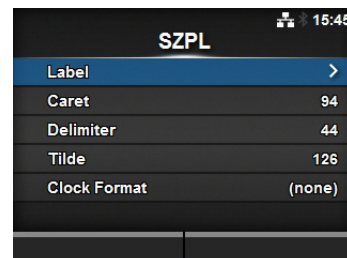 15:45
SZPL
Label >
Caret 94
Delimiter 44
Tilde 126
Clock Format (none)